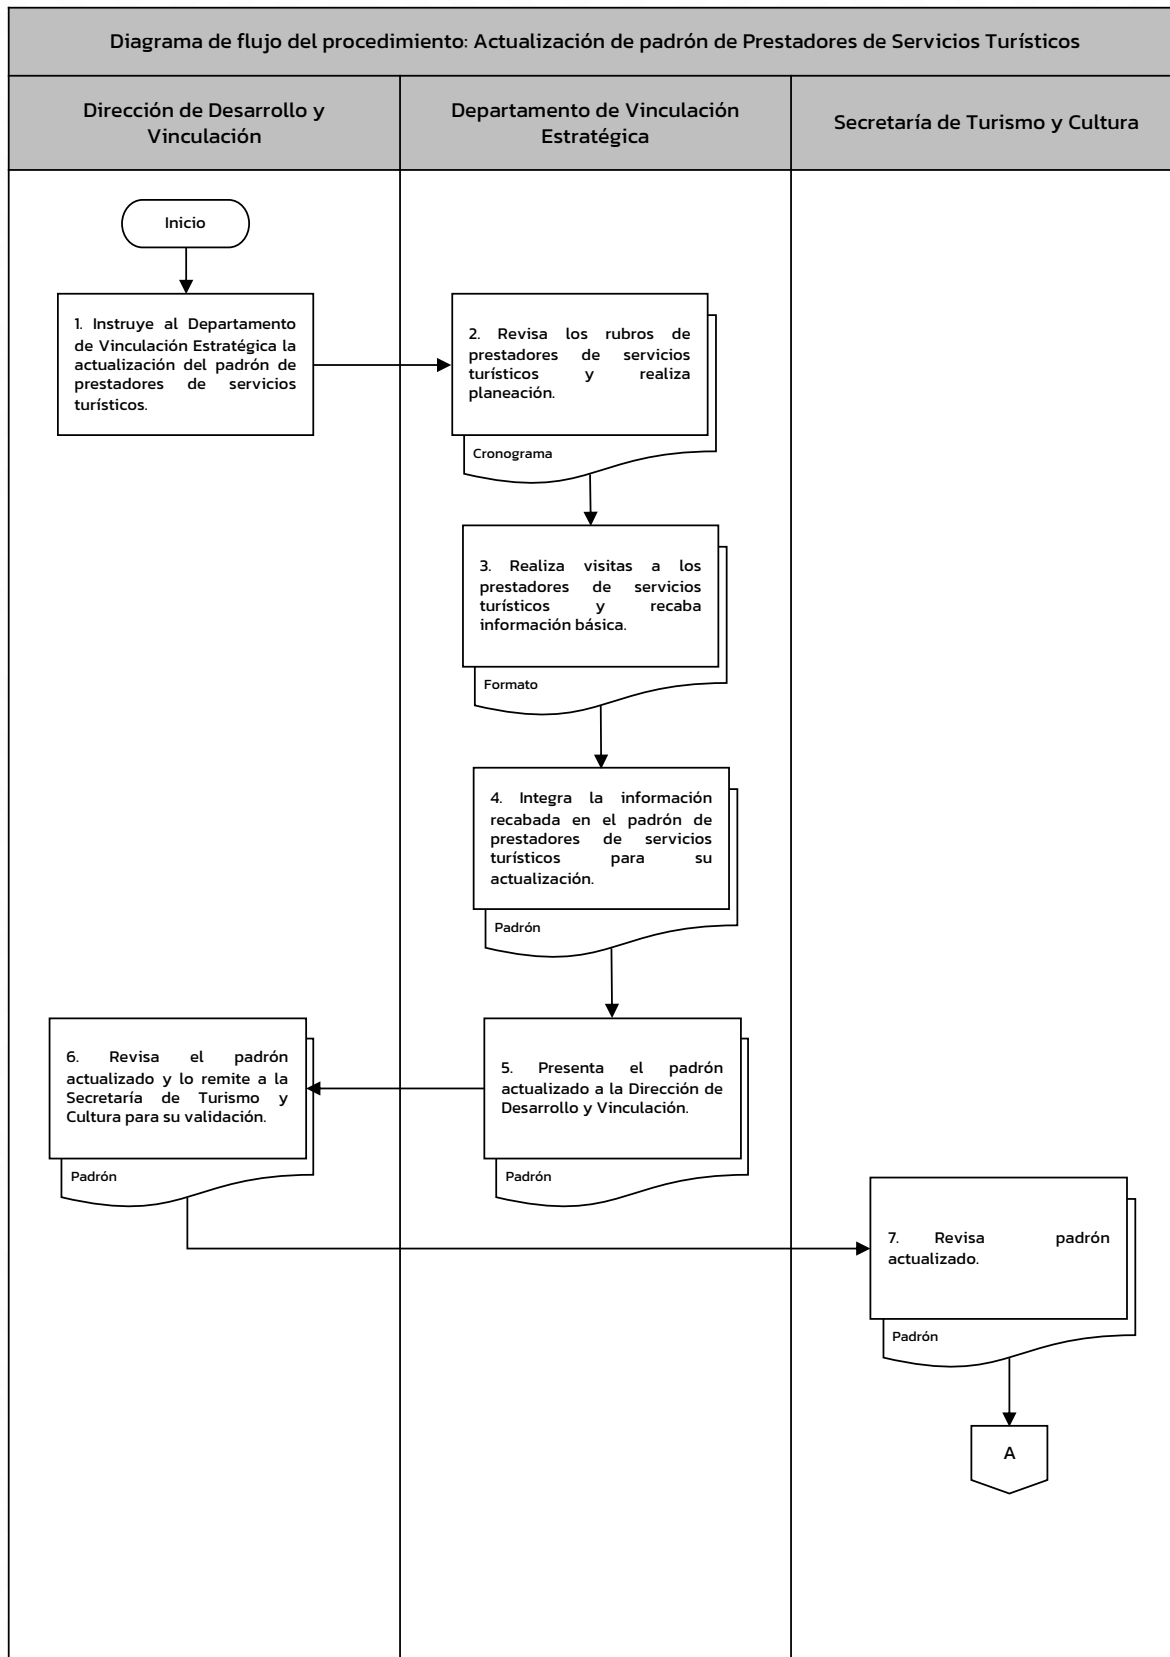 Diagrama de flujo del procedimiento: Actualización de padrón de Prestadores de Servicios Turísticos
Dirección de Desarrollo y
Vinculación
Departamento de Vinculación
Estratégica
Secretaría de Turismo y Cultura
Inicio
1. Instruye al Departamento
de Vinculación Estratégica la
actualización del padrón de
prestadores de servicios
turísticos.
2. Revisa los rubros de
prestadores de servicios
turísticos y realiza
planeación.
Cronograma
3. Realiza visitas a los
prestadores de servicios
turísticos y recaba
información básica.
Formato
4. Integra la información
recabada en el padrón de
prestadores de servicios
turísticos para su
actualización.
Padrón
5. Presenta el padrón
actualizado a la Dirección de
Desarrollo y Vinculación.
Padrón
6. Revisa el padrón
actualizado y lo remite a la
Secretaría de Turismo y
Cultura para su validación.
Padrón
7. Revisa padrón
actualizado.
Padrón
A